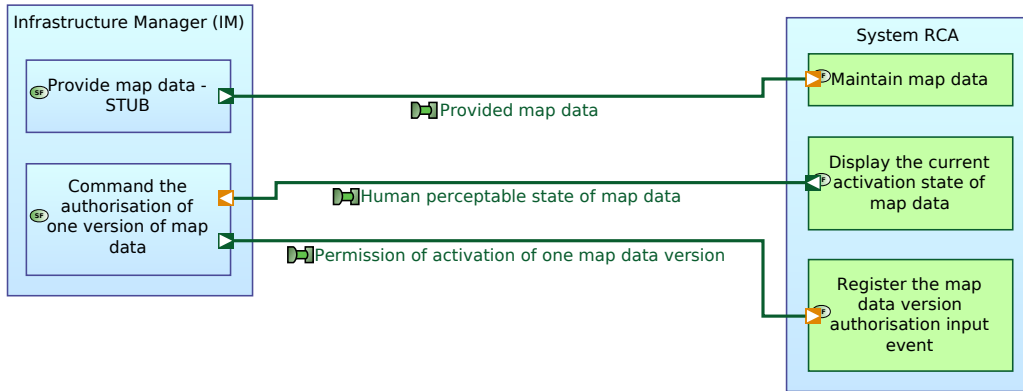 Infrastructure Manager (IM)
Provide map data -
STUB
SF
Command the
authorisation of
one version of map
data
SF
Provided map data
Human perceptable state of map data
Permission of activation of one map data version
System RCA
Maintain map data
Display the current
activation state of
map data
Register the map
data version
authorisation input
event